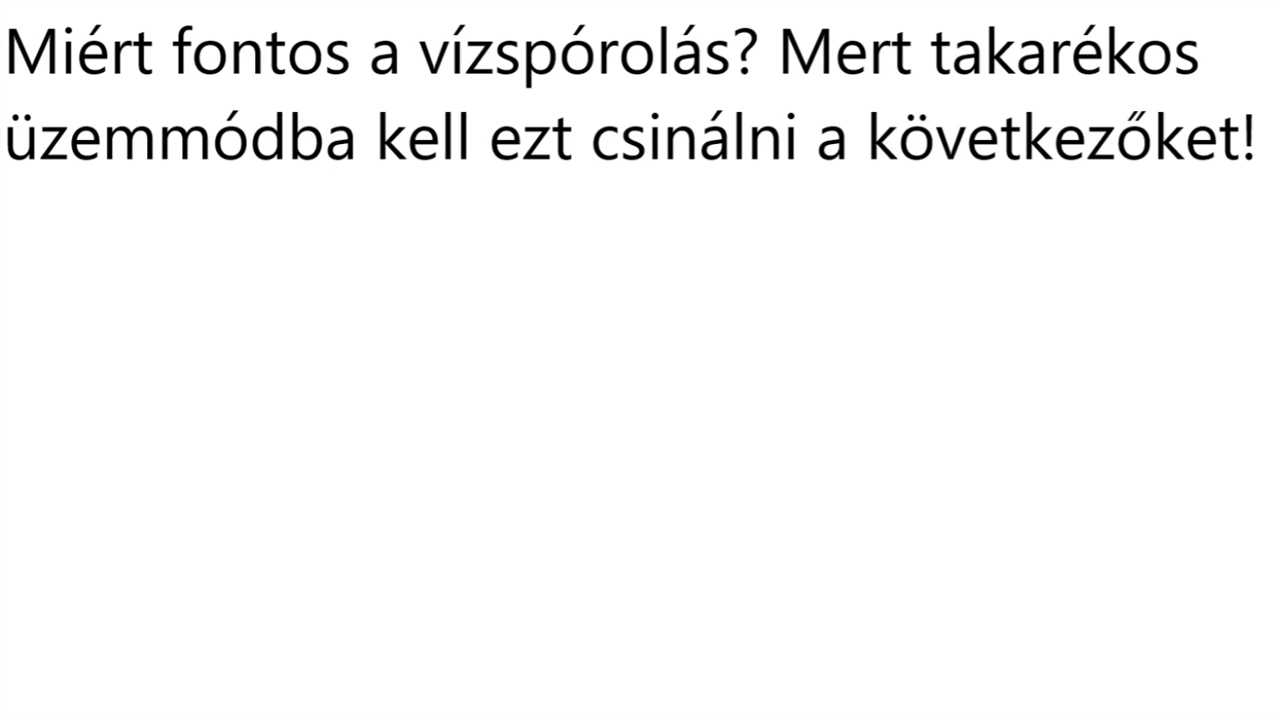 Miért fontos a vízspórolás? Mert takarékos
üzemmódba kell ezt csinálni a következőket!